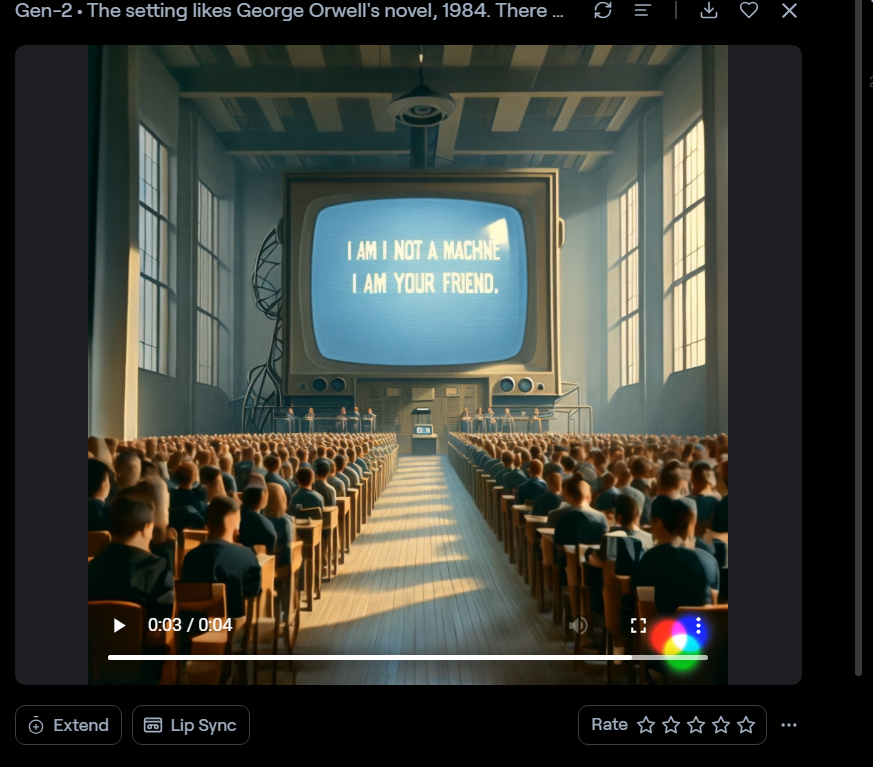 Gen-2 • The setting likes George Orwell's novel, 1984. There ...
I AM I NOT A MACHNE
I AM YOUR FRIEND.
0:03 / 0:04
Extend
Lip Sync
Rate